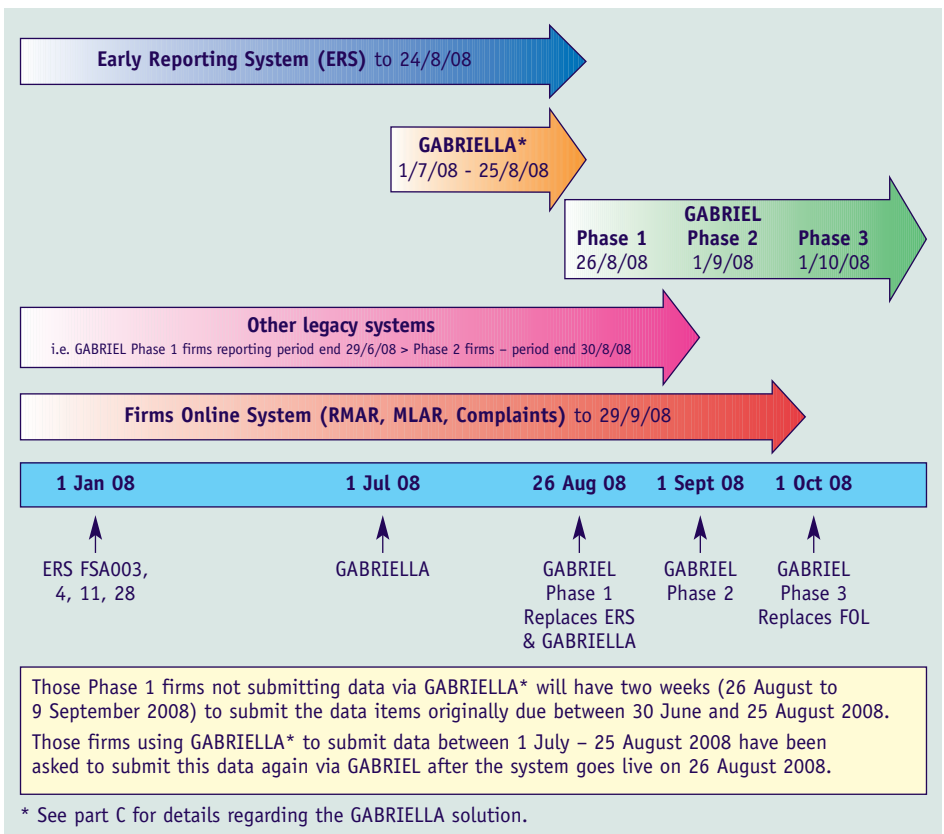 Early Reporting System (ERS) to 24/8/08
GABRIELLA*
1/7/08 - 25/8/08
GABRIEL
Phase 1 Phase 2 Phase 3
26/8/08 1/9/08 1/10/08
Other legacy systems
i.e. GABRIEL Phase 1 firms reporting period end 29/6/08 > Phase 2 firms – period end 30/8/08
Firms Online System (RMAR, MLAR, Complaints) to 29/9/08
1 Jan 08 1 Jul 08 26 Aug 08 1 Sept 08 1 Oct 08
ERS FSA003,
4, 11, 28
GABRIELLA
GABRIEL
Phase 1
Replaces ERS
& GABRIELLA
GABRIEL
Phase 2
GABRIEL
Phase 3
Replaces FOL
Those Phase 1 firms not submitting data via GABRIELLA* will have two weeks (26 August to
9 September 2008) to submit the data items originally due between 30 June and 25 August 2008.
Those firms using GABRIELLA* to submit data between 1 July – 25 August 2008 have been
asked to submit this data again via GABRIEL after the system goes live on 26 August 2008.
* See part C for details regarding the GABRIELLA solution.